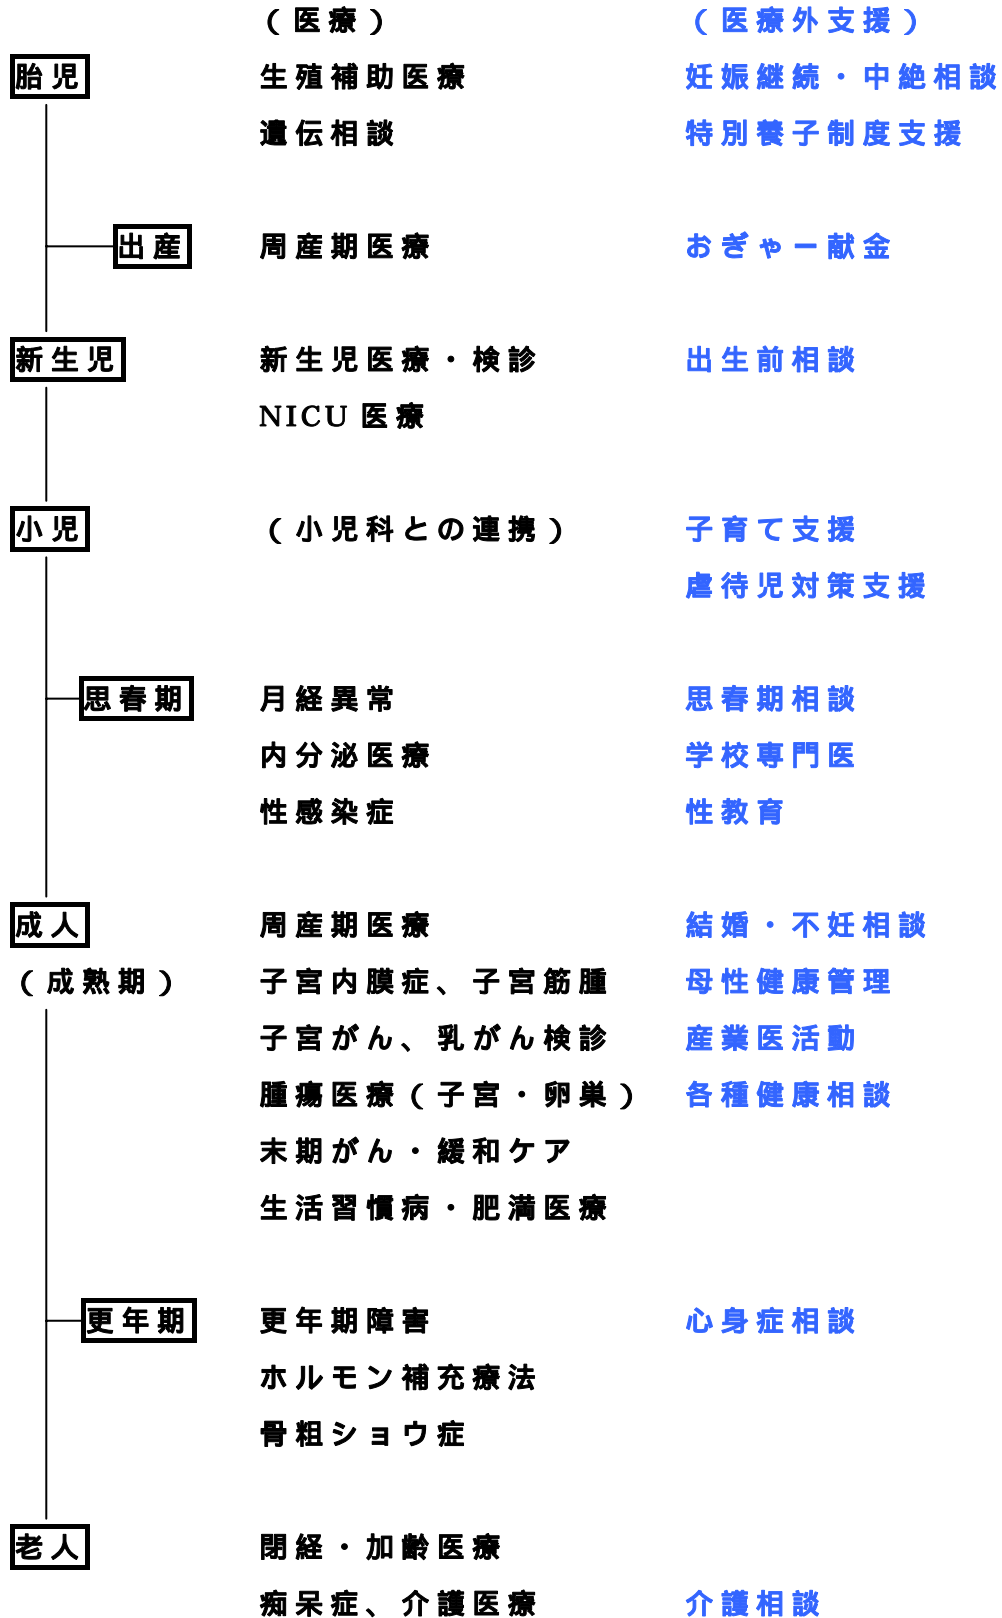 （医療） （医療外支援）
胎児 生殖補助医療 妊娠継続・中絶相談
遺伝相談 特別養子制度支援
出産 周産期医療 おぎゃー献金
新生児 新生児医療・検診 出生前相談
NICU 医療
小児 （小児科との連携） 子育て支援
虐待児対策支援
思春期 月経異常 思春期相談
内分泌医療 学校専門医
性感染症 性教育
成人 周産期医療 結婚・不妊相談
（成熟期） 子宮内膜症、子宮筋腫 母性健康管理
子宮がん、乳がん検診 産業医活動
腫瘍医療（子宮・卵巣） 各種健康相談
末期がん・緩和ケア
生活習慣病・肥満医療
更年期 更年期障害 心身症相談
ホルモン補充療法
骨粗ショウ症
老人 閉経・加齢医療
痴呆症、介護医療 介護相談